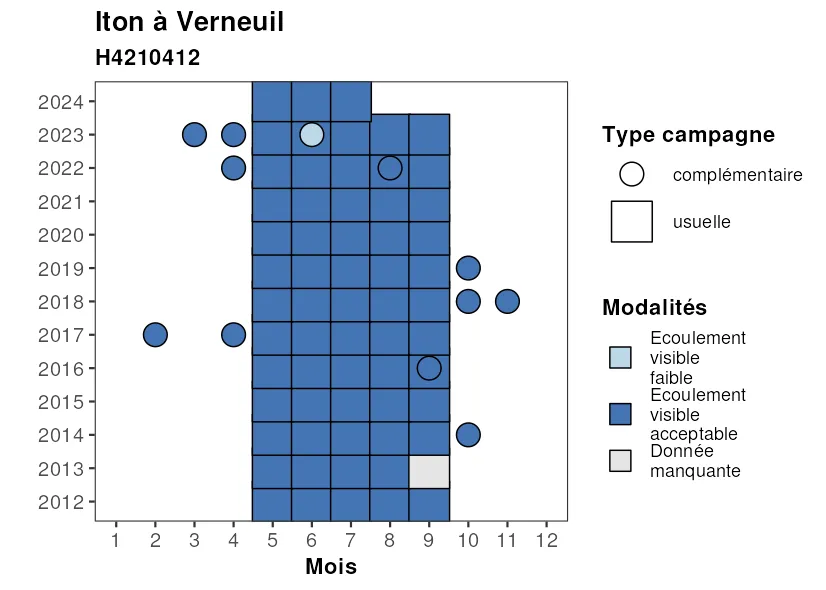 Iton à Verneuil
H4210412
2024
2023
2022
2021
2020
2019
2018
2017
2016
2015
2014
2013
2012
1 2 3 4 5 6 7 8 9 10 11 12
Mois
Type campagne
complémentaire
usuelle
Modalités
Ecoulement
visible
faible
Ecoulement
visible
acceptable
Donnée
manquante